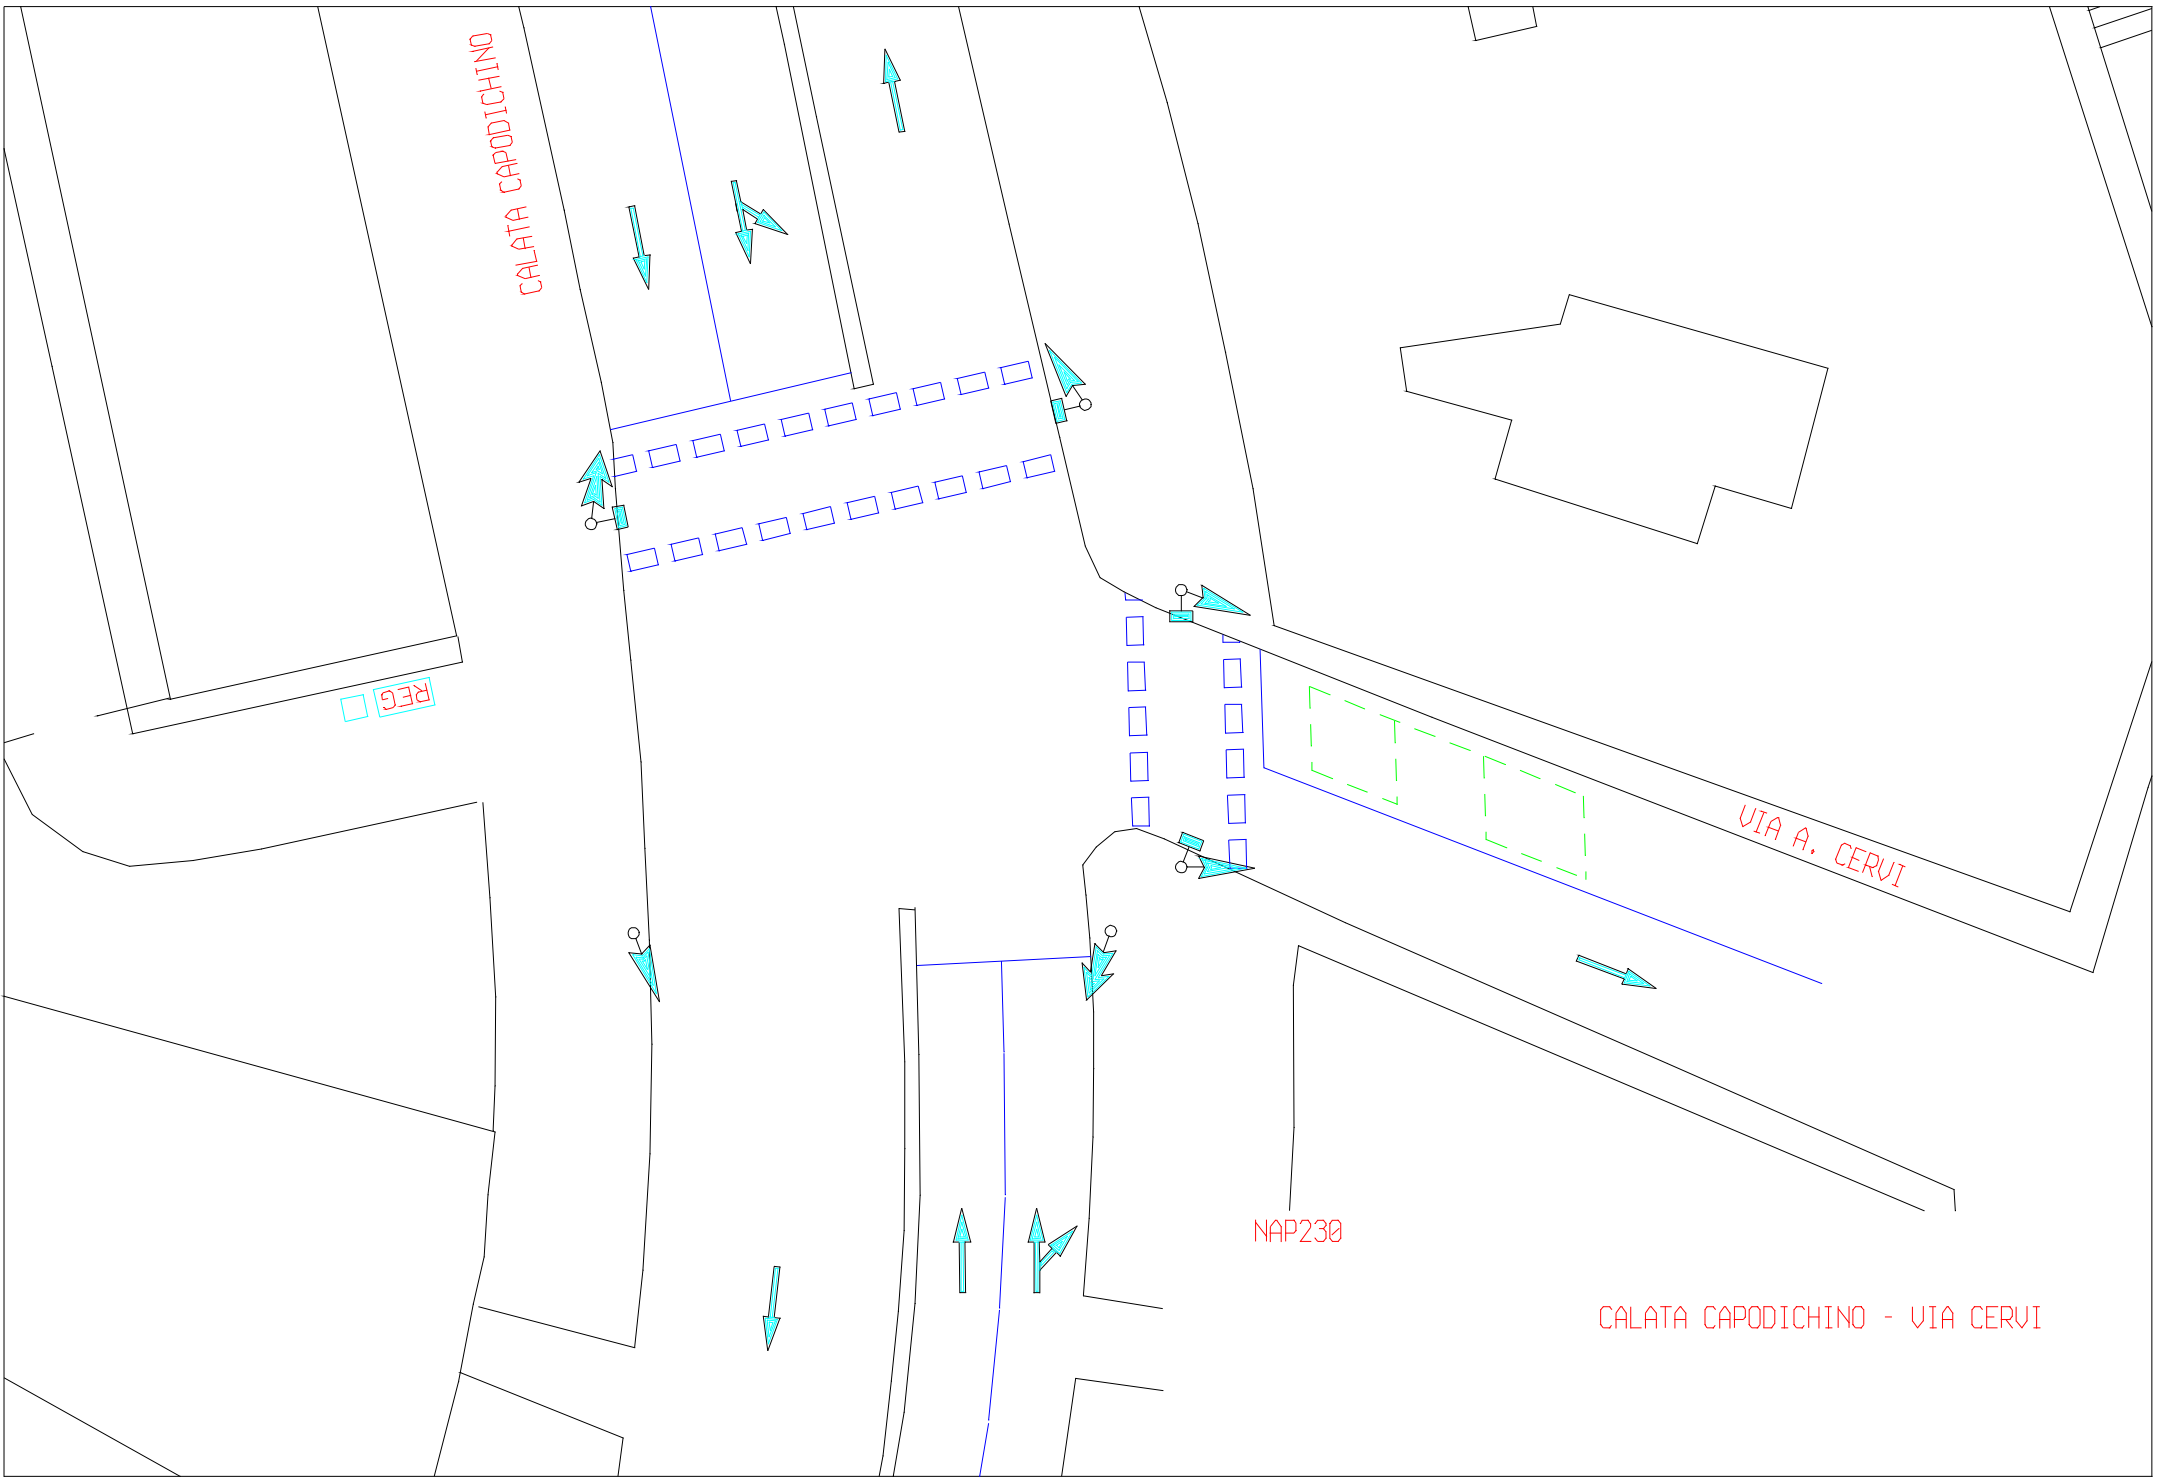 CALATA CAPODICHINO
REG
VIA A. CERVI
NAP230
CALATA CAPODICHINO - VIA CERVI